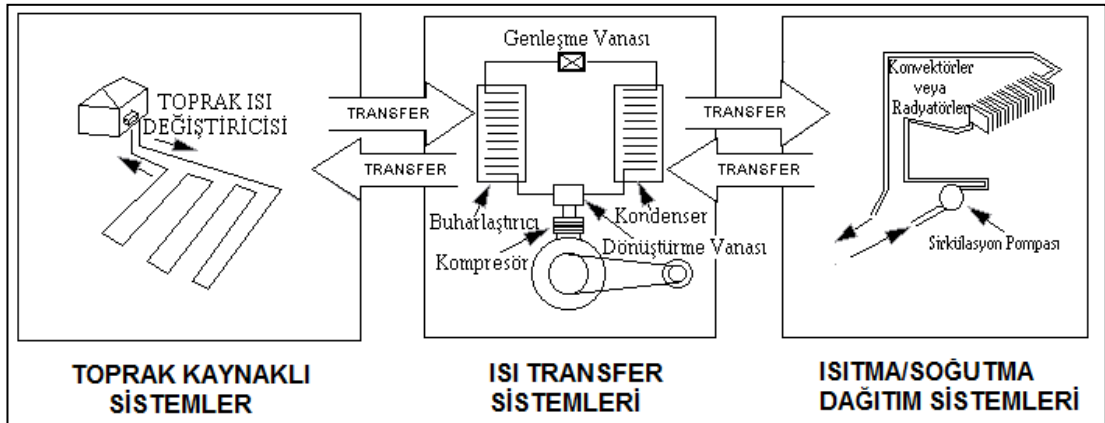 TOPRAK ISI
DEĞİŞTİRİCİSİ
TRANSFER
TRANSFER
Genleşme Vanası
Buharlaştırıcı
Kondenser
Dönüştürme Vanası
Kompresör
TRANSFER
TRANSFER
Konvektörler
veya
Radyatörler
Sirkülasyon Pompası
TOPRAK KAYNAKLI
SİSTEMLER
ISI TRANSFER
SİSTEMLERİ
ISITMA/SOĞUTMA
DAĞITIM SİSTEMLERİ